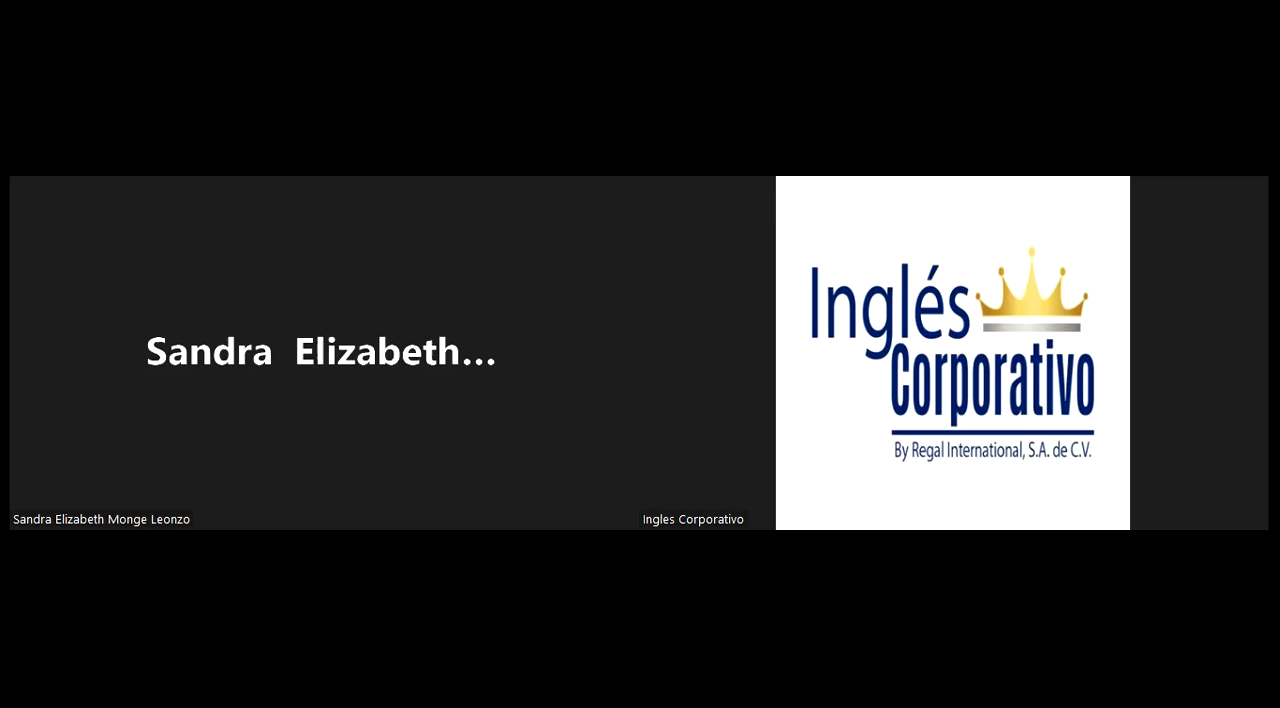 Sandra Elizabeth...
Sandra Elizabeth Monge Leonzo
Inglés
Corporativo
By Regal International, S.A. de C.V.
Ingles Corporativo